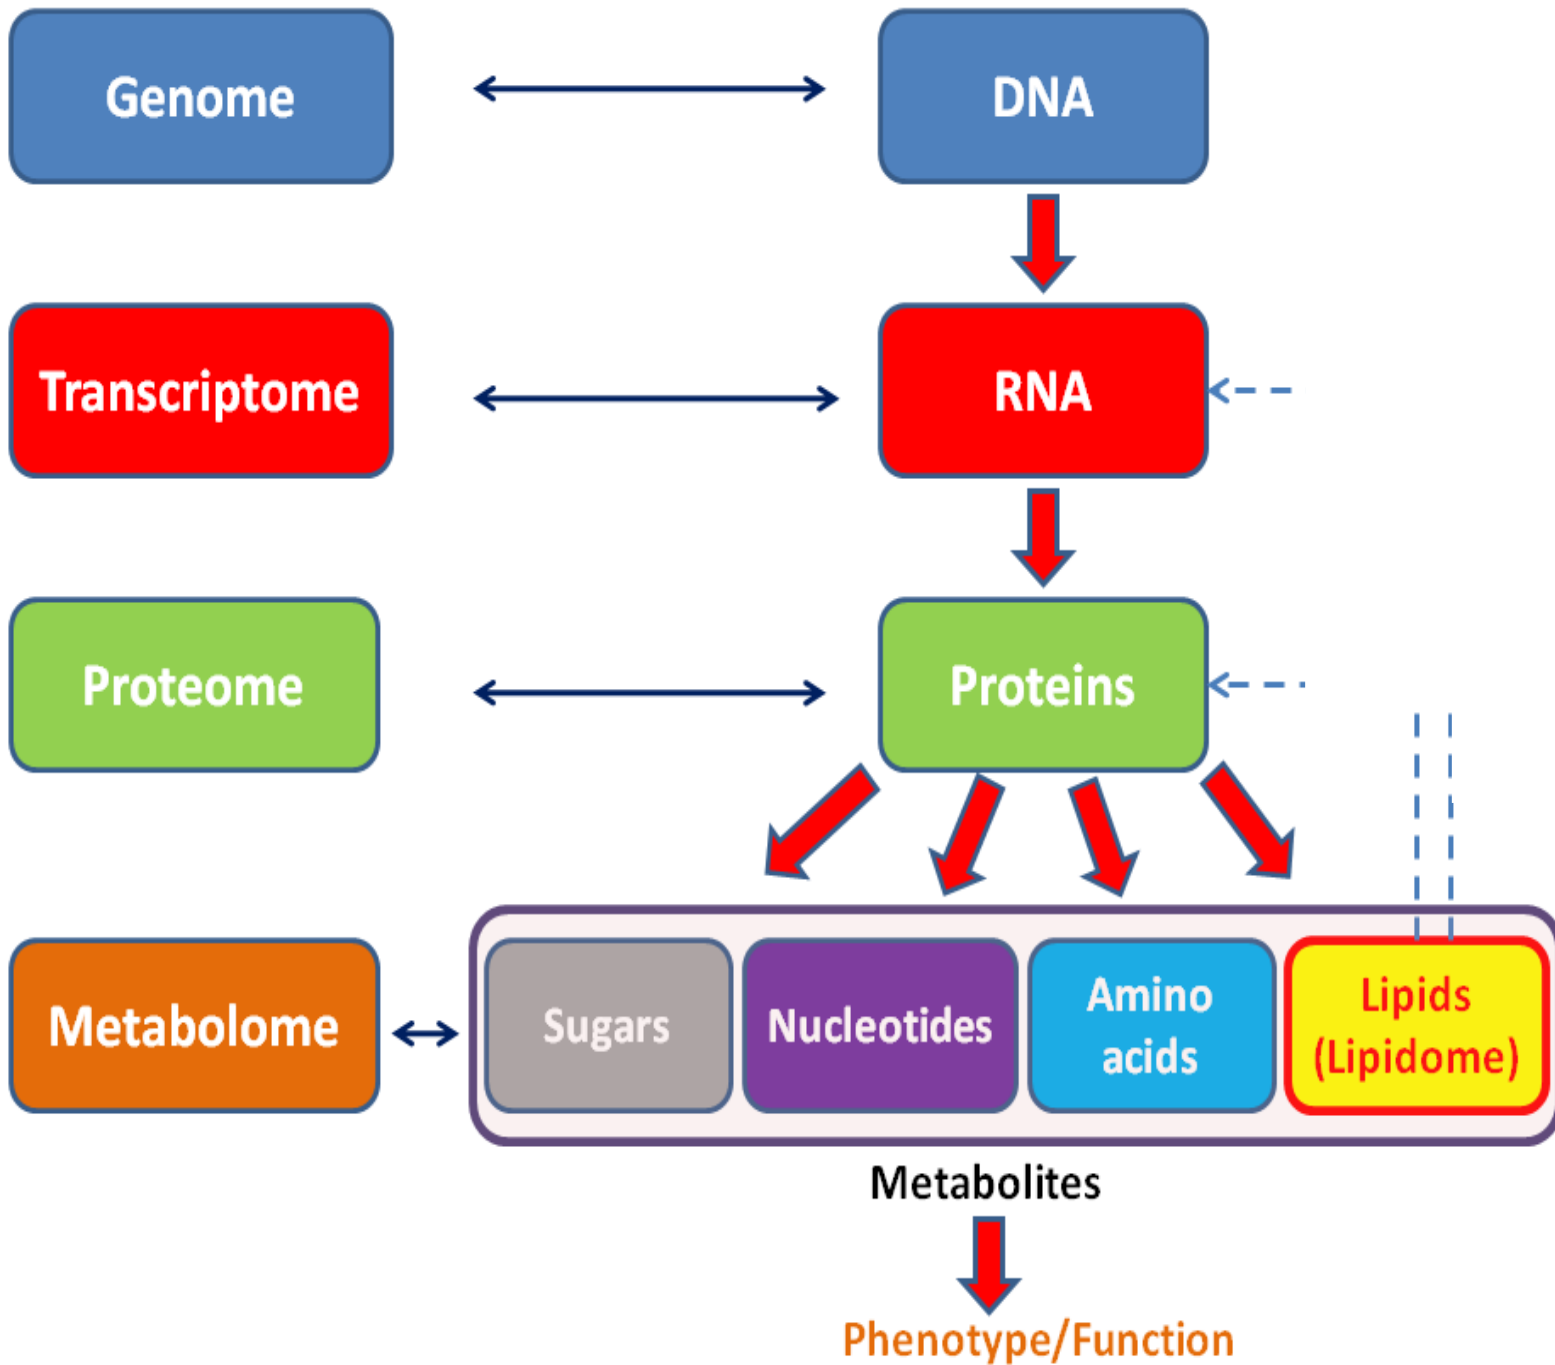 Genome
DNA
Transcriptome
RNA
Proteome
Proteins
Metabolome
Sugars
Nucleotides
Amino
acids
Lipids
(Lipidome)
Metabolites
Phenotype/Function